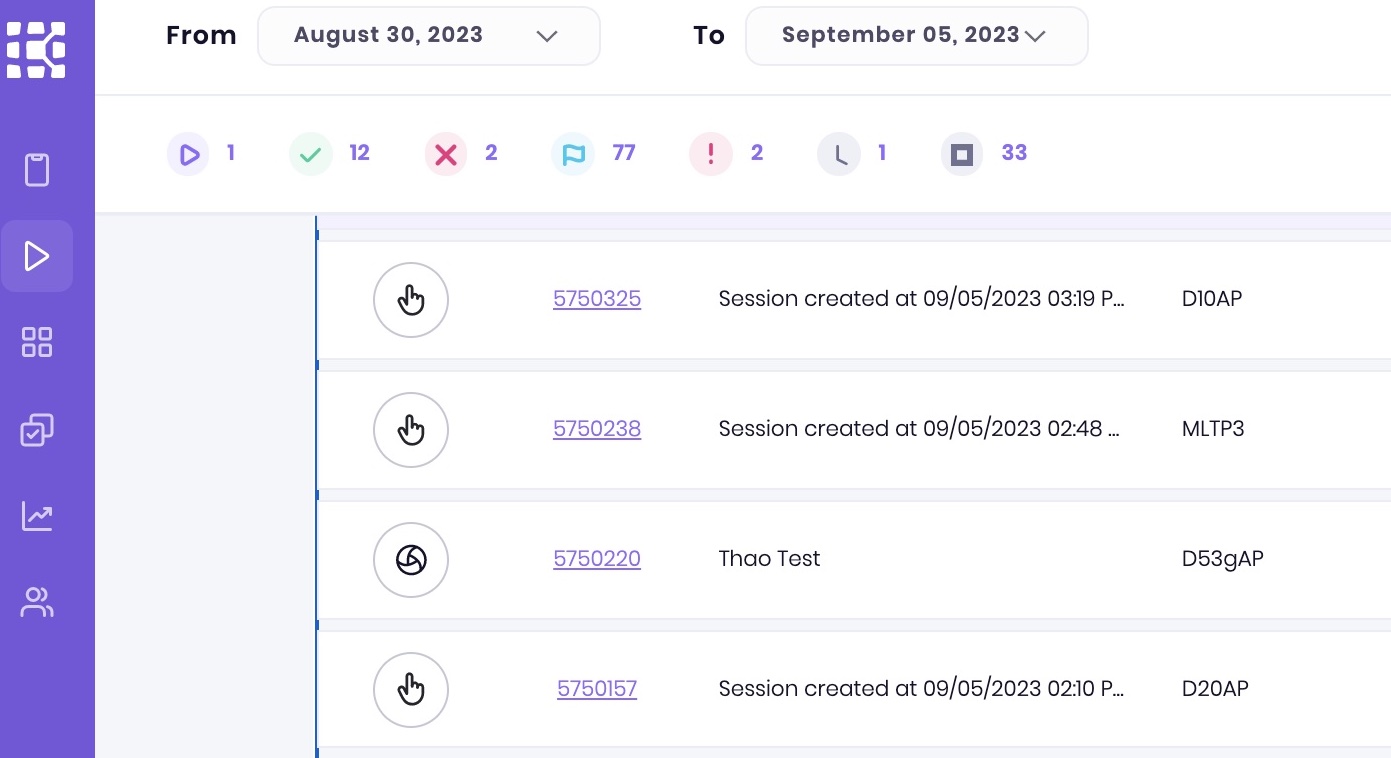 From August 30, 2023 To September 05, 2023
1 12 2 77 2 1 33
5750325 Session created at 09/05/2023 03:19 P... D10AP
5750238 Session created at 09/05/2023 02:48 ... MLTP3
5750220 Thao Test D53gAP
5750157 Session created at 09/05/2023 02:10 P... D20AP